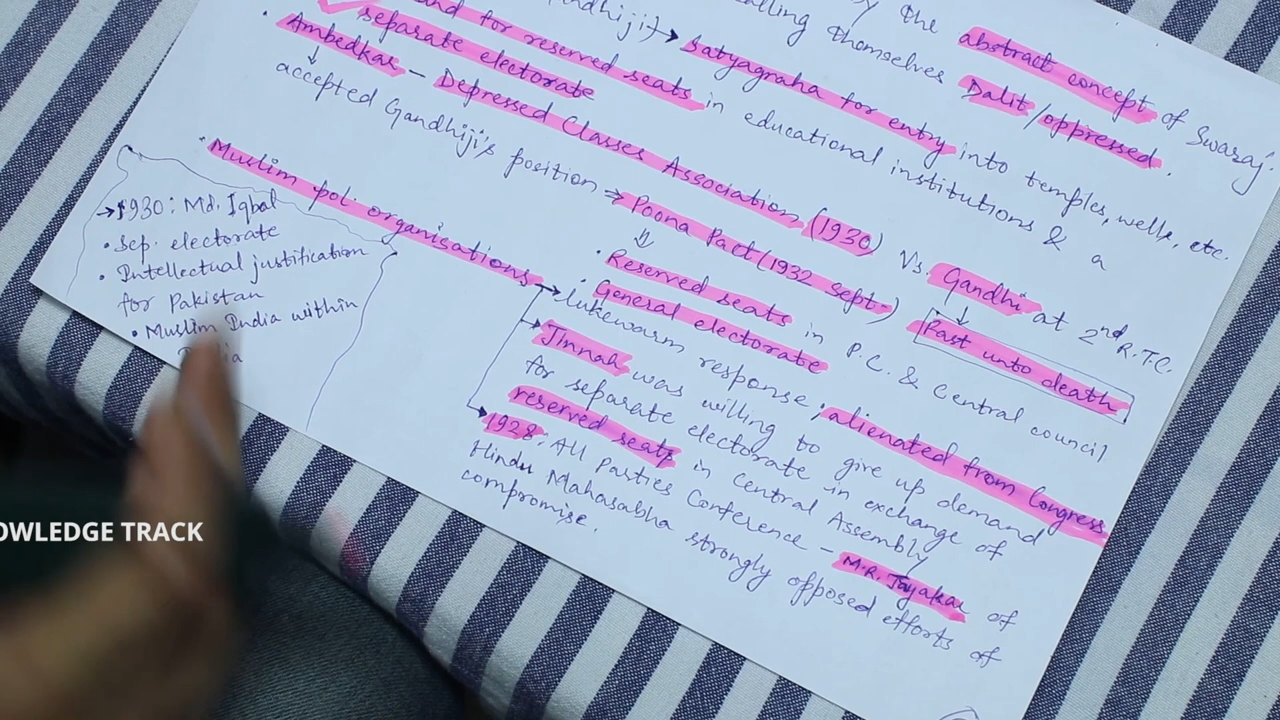 by the abstract concept of Swaraj.
calling themselves Dalit/oppressed.
Gandhiji) → Satyagraha for entry into temples, wells, etc.
and for reserved seats in educational institutions & a
separate electorate
• Ambedkar – Depressed Classes Association (1930) Vs. Gandhi at 2nd R.T.C.
↓
accepted Gandhiji's position ⇒ Poona Pact (1932 sept.)
Fast unto death
• Reserved seats in P.C. & Central council
• General electorate
• Muslim pol. organisations → lukewarm response; alienated from Congress
→ Jinnah was willing to give up demand
for separate electorate in exchange of
reserved seats in Central Assembly
→ 1928: All Parties Conference – M.R. Jayakar of
Hindu Mahasabha strongly opposed efforts of
compromise.
→ 1930: Md. Iqbal
• Sep. electorate
• Intellectual justification
for Pakistan
• Muslim India within
OWLEDGE TRACK